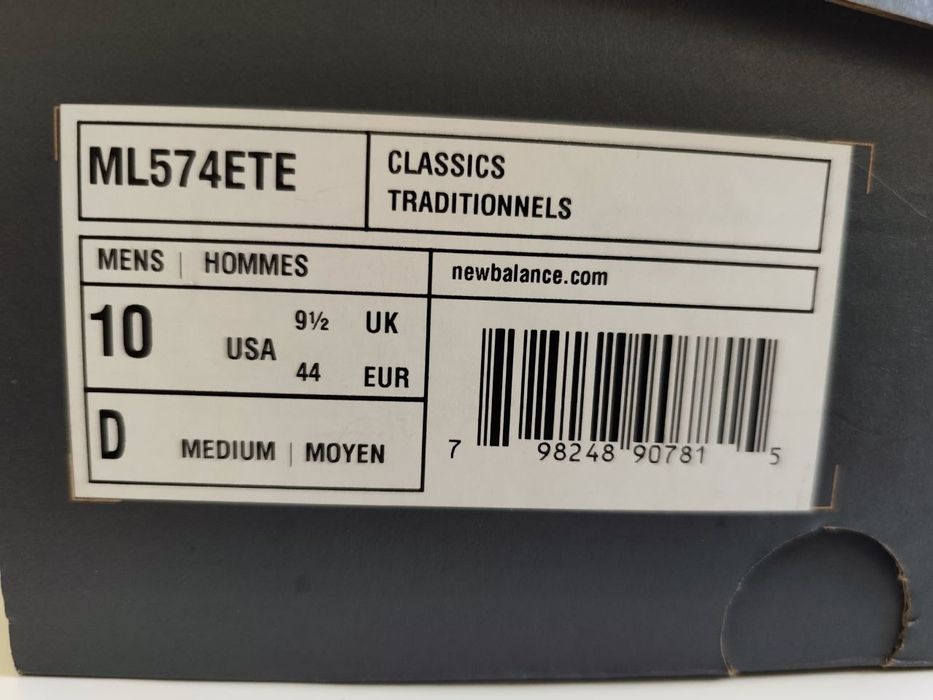 ML574ETE
CLASSICS
TRADITIONNELS
MENS | HOMMES
newbalance.com
10 USA
9½ UK
44 EUR
D MEDIUM | MOYEN
7 98248 90781 5